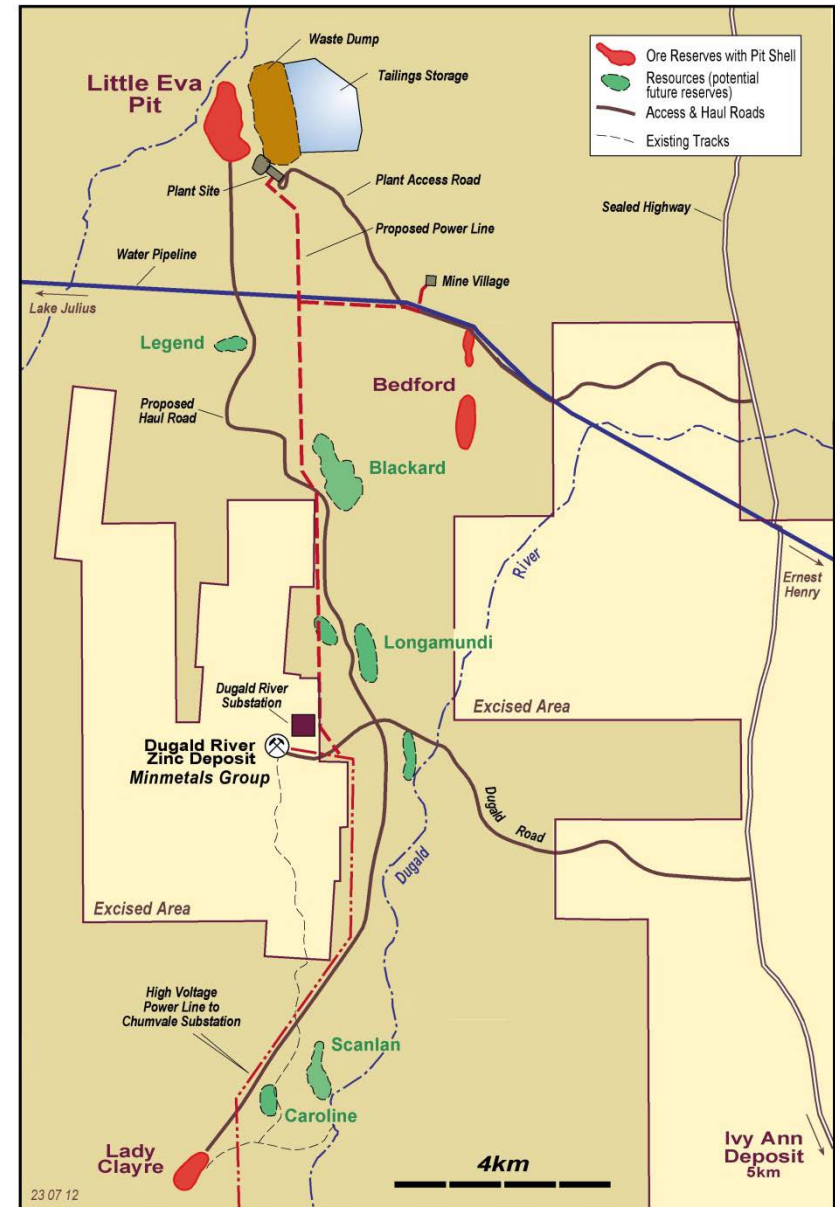 Waste Dump
Tailings Storage
Little Eva
Pit
Ore Reserves with Pit Shell
Resources (potential
future reserves)
Access & Haul Roads
Existing Tracks
Plant Site
Plant Access Road
Sealed Highway
Proposed Power Line
Water Pipeline
Mine Village
Lake Julius
Legend
Bedford
Proposed
Haul Road
Blackard
River
Ernest
Henry
Longamundi
Dugald River
Substation
Excised Area
Dugald River
Zinc Deposit
Minmetals Group
Dugald
Road
Dugald
Excised Area
High Voltage
Power Line to
Chumvale Substation
Scanlan
Caroline
Lady
Clayre
4km
Ivy Ann
Deposit
5km
23 07 12